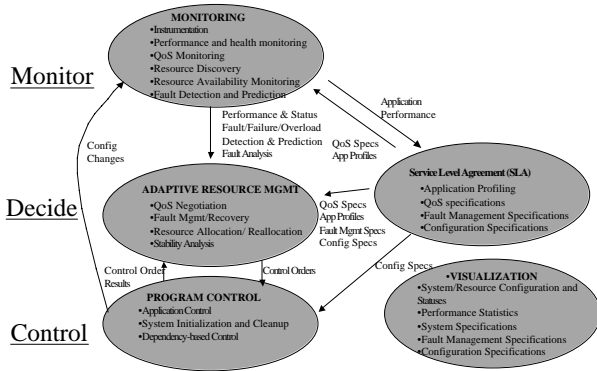 MONITORING
•Instrumentation
•Performance and health monitoring
•QoS Monitoring
•Resource Discovery
•Resource Availability Monitoring
•Fault Detection and Prediction
Monitor
Application
Performance
Performance & Status
Fault/Failure/Overload
Detection & Prediction
Fault Analysis
QoS Specs
App Profiles
Config
Changes
Service Level Agreement (SLA)
•Application Profiling
•QoS specifications
•Fault Management Specifications
•Configuration Specifications
ADAPTIVE RESOURCE MGMT
•QoS Negotiation
•Fault Mgmt/Recovery
•Resource Allocation/ Reallocation
•Stability Analysis
Decide
QoS Specs
App Profiles
Fault Mgmt Specs
Config Specs
Control Order
Results
Control Orders
Config Specs
PROGRAM CONTROL
•Application Control
•System Initialization and Cleanup
•Dependency-based Control
Control
•VISUALIZATION
•System/Resource Configuration and
Statuses
•Performance Statistics
•System Specifications
•Fault Management Specifications
•Configuration Specifications